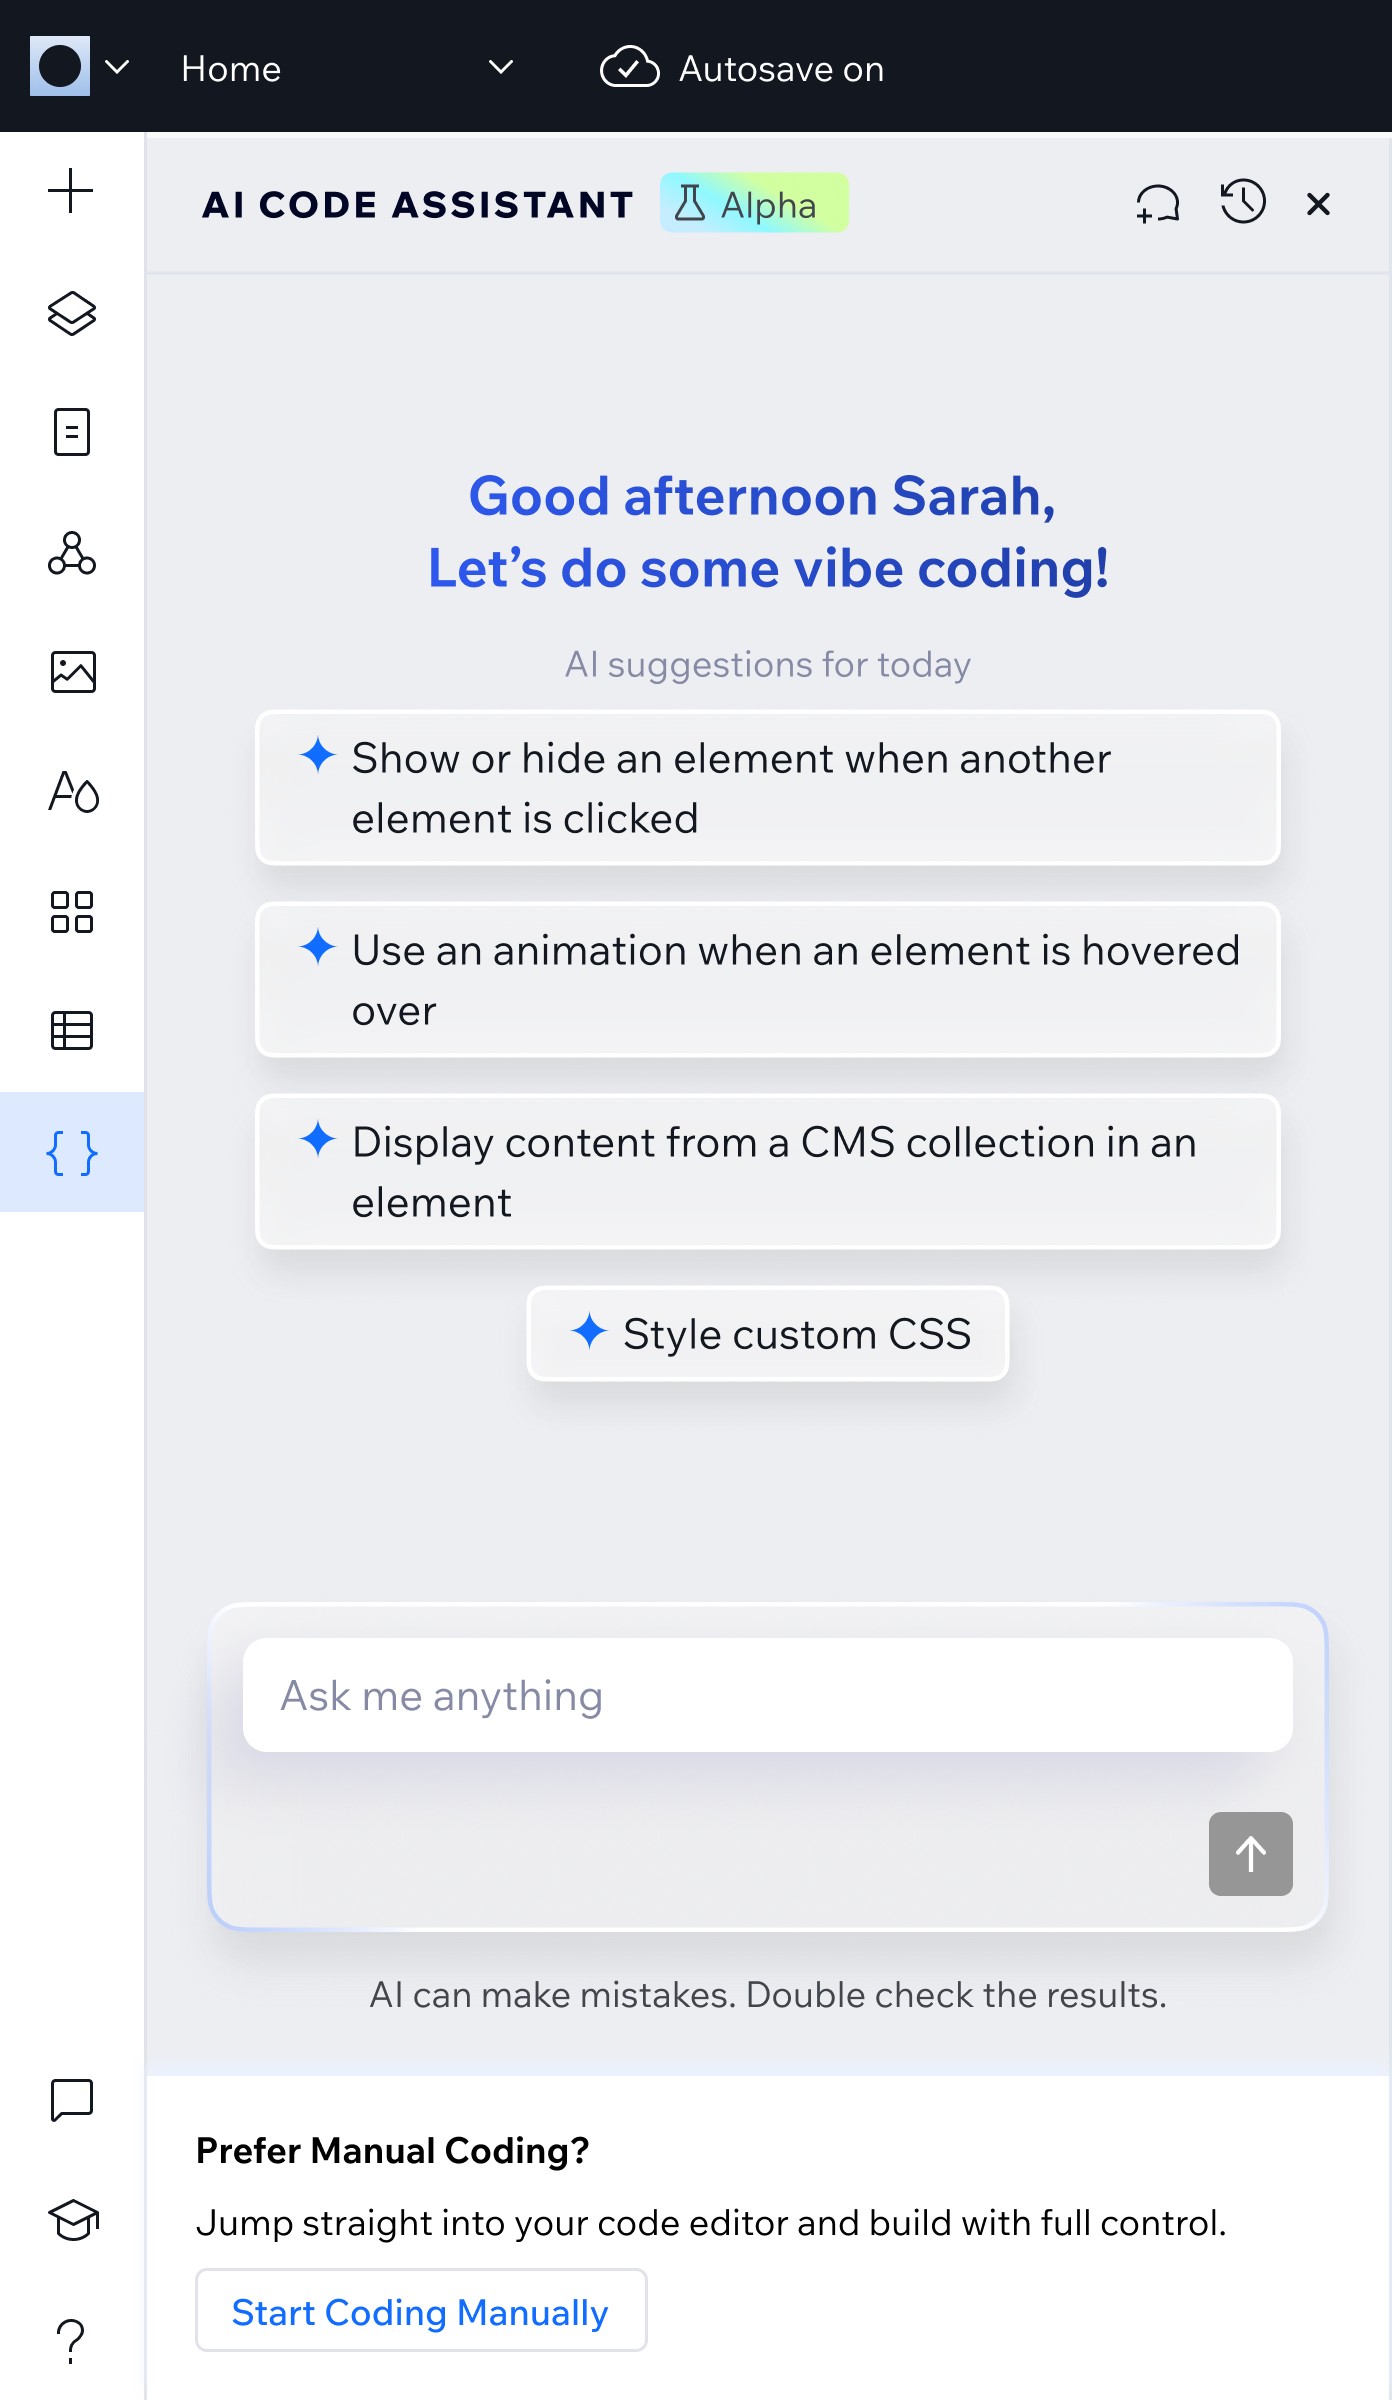 Home
Autosave on
AI CODE ASSISTANT
Alpha
Good afternoon Sarah,
Let’s do some vibe coding!
AI suggestions for today
Show or hide an element when another
element is clicked
Use an animation when an element is hovered
over
Display content from a CMS collection in an
element
Style custom CSS
Ask me anything
AI can make mistakes. Double check the results.
Prefer Manual Coding?
Jump straight into your code editor and build with full control.
Start Coding Manually